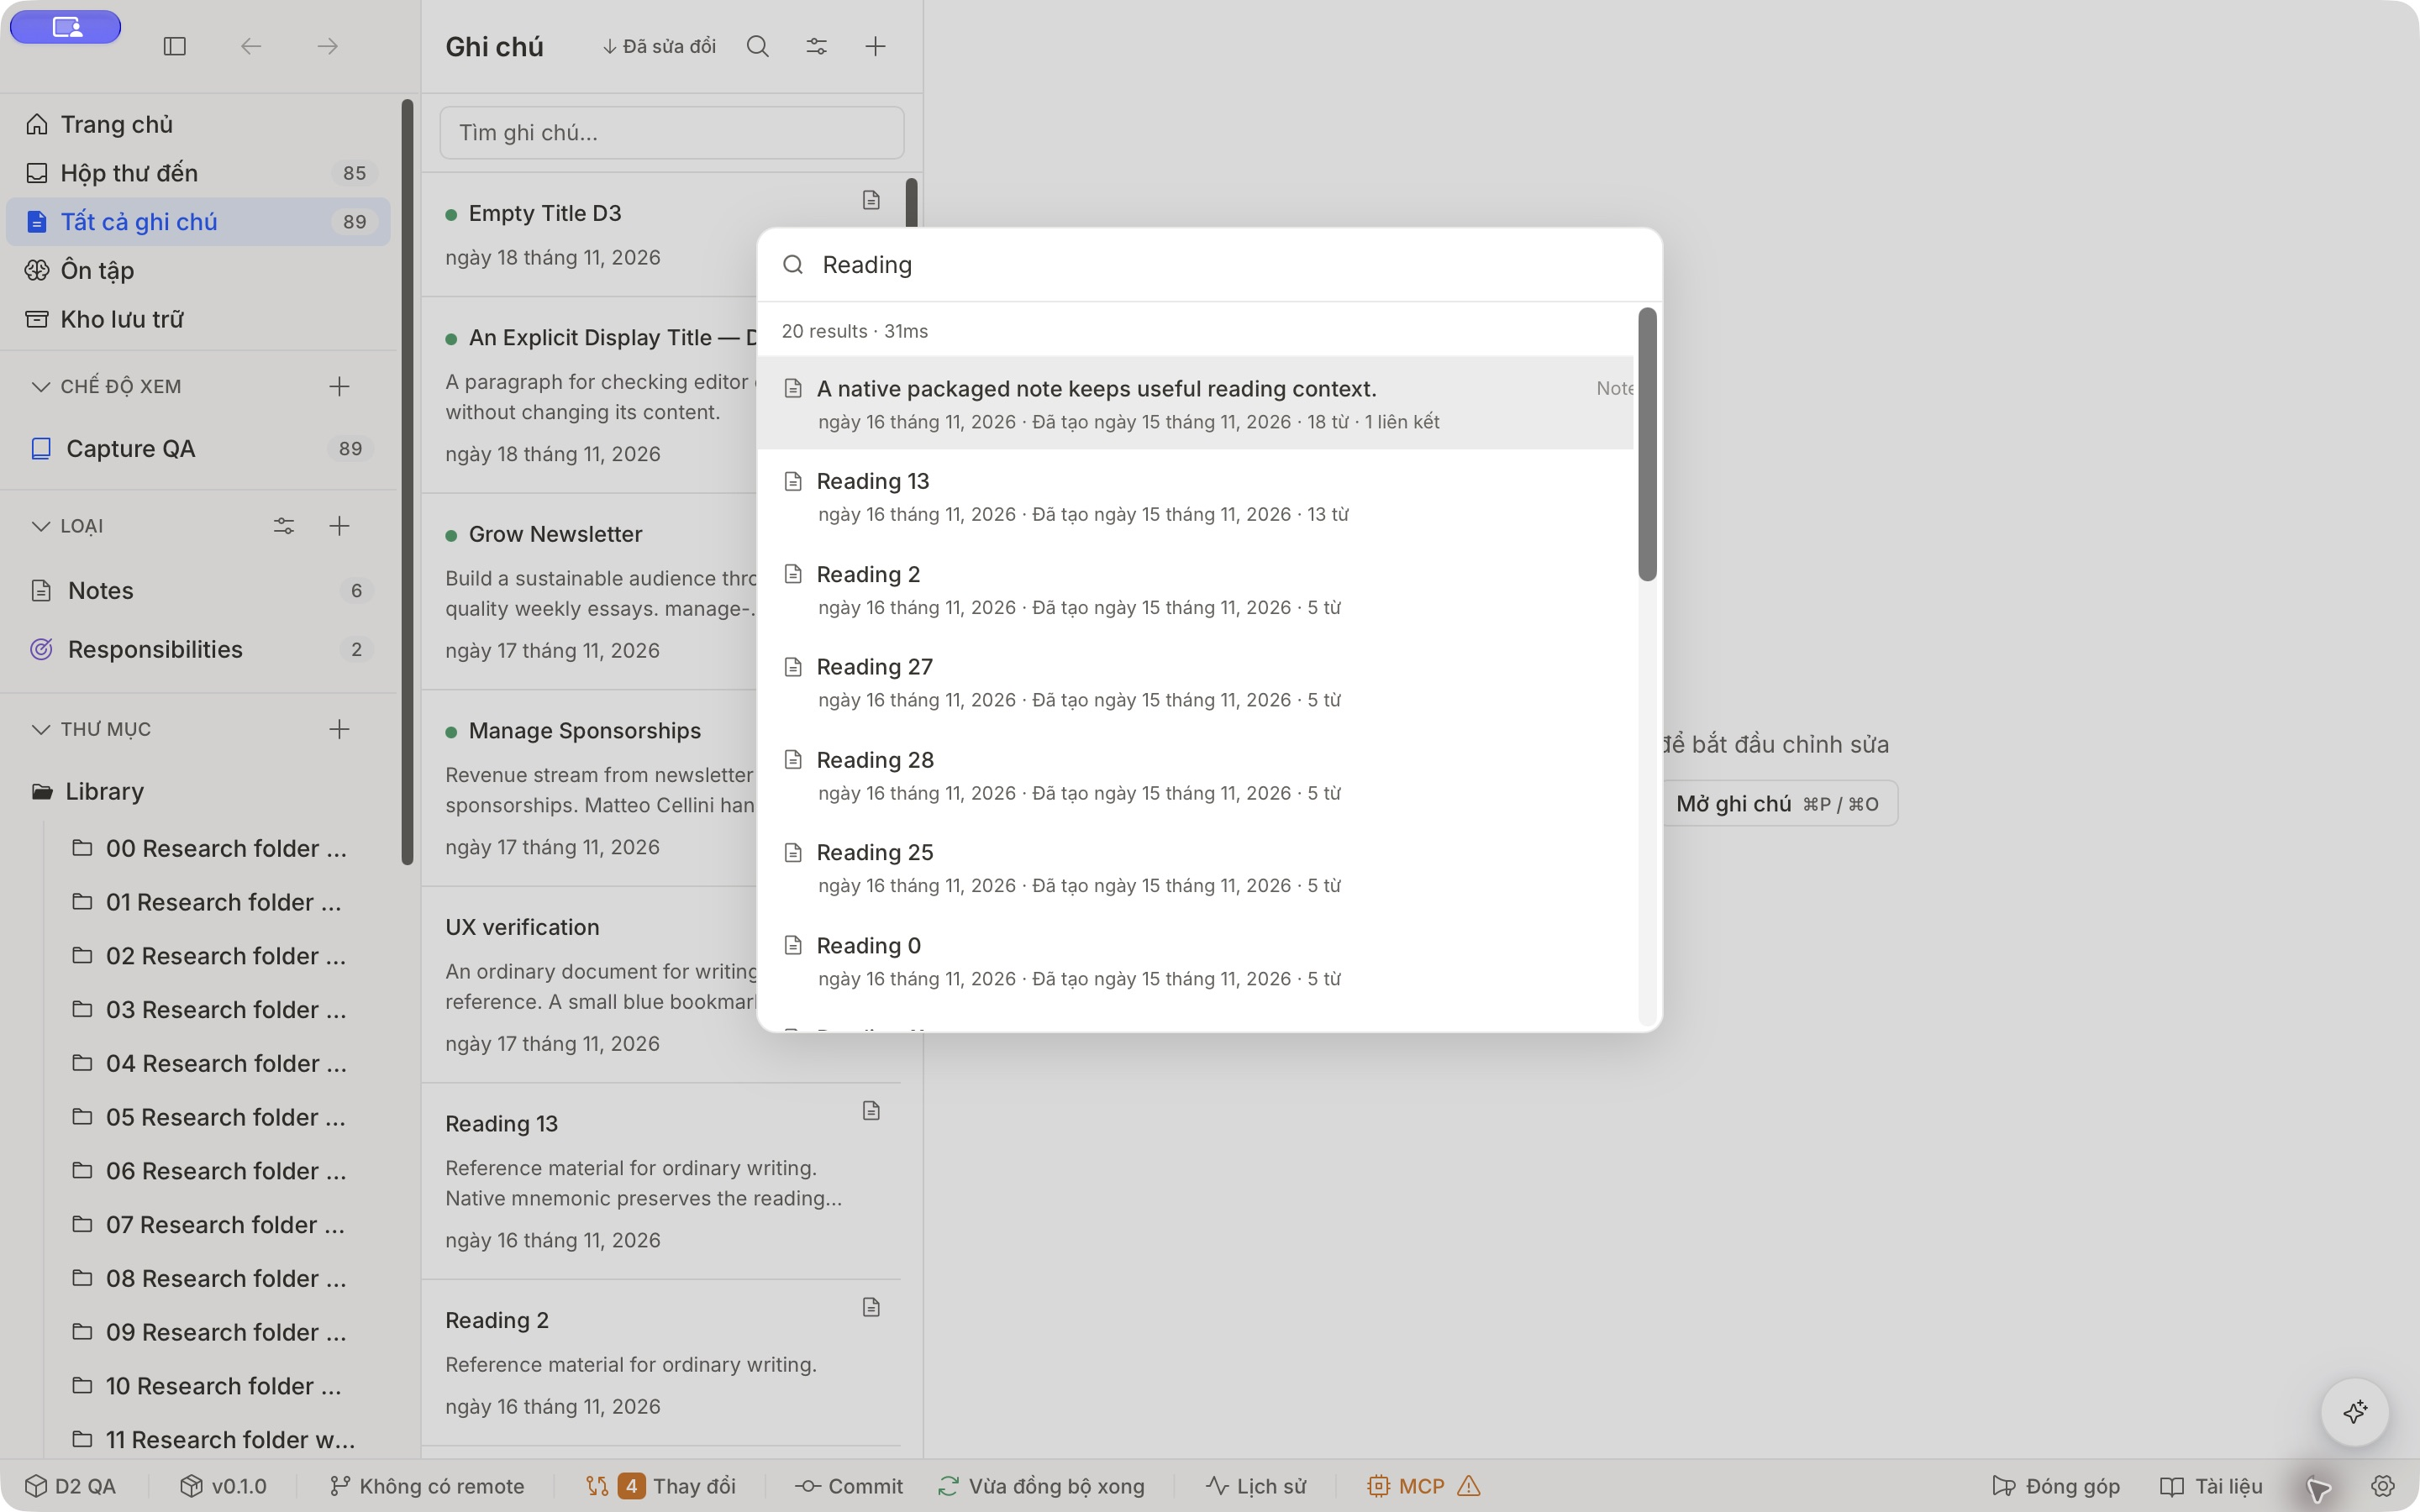 Ghi chú
Đã sửa đổi
Trang chủ
Hộp thư đến 85
Tất cả ghi chú 89
Ôn tập
Kho lưu trữ
CHẾ ĐỘ XEM
Capture QA 89
LOẠI
Notes 6
Responsibilities 2
THƯ MỤC
Library
00 Research folder ...
01 Research folder ...
02 Research folder ...
03 Research folder ...
04 Research folder ...
05 Research folder ...
06 Research folder ...
07 Research folder ...
08 Research folder ...
09 Research folder ...
10 Research folder ...
11 Research folder w...
Tìm ghi chú...
Empty Title D3
ngày 18 tháng 11, 2026
An Explicit Display Title —
A paragraph for checking editor
without changing its content.
ngày 18 tháng 11, 2026
Grow Newsletter
Build a sustainable audience
quality weekly essays. manage-.
ngày 17 tháng 11, 2026
Manage Sponsorships
Revenue stream from newsletter
sponsorships. Matteo Cellini
ngày 17 tháng 11, 2026
UX verification
An ordinary document for writing
reference. A small blue
ngày 17 tháng 11, 2026
Reading 13
Reference material for ordinary writing.
Native mnemonic preserves the reading...
ngày 16 tháng 11, 2026
Reading 2
Reference material for ordinary writing.
ngày 16 tháng 11, 2026
Reading
20 results · 31ms
A native packaged note keeps useful reading context.
ngày 16 tháng 11, 2026 · Đã tạo ngày 15 tháng 11, 2026 · 18 từ · 1 liên kết
Reading 13
ngày 16 tháng 11, 2026 · Đã tạo ngày 15 tháng 11, 2026 · 13 từ
Reading 2
ngày 16 tháng 11, 2026 · Đã tạo ngày 15 tháng 11, 2026 · 5 từ
Reading 27
ngày 16 tháng 11, 2026 · Đã tạo ngày 15 tháng 11, 2026 · 5 từ
Reading 28
ngày 16 tháng 11, 2026 · Đã tạo ngày 15 tháng 11, 2026 · 5 từ
Reading 25
ngày 16 tháng 11, 2026 · Đã tạo ngày 15 tháng 11, 2026 · 5 từ
Reading 0
ngày 16 tháng 11, 2026 · Đã tạo ngày 15 tháng 11, 2026 · 5 từ
để bắt đầu chỉnh sửa
Mở ghi chú ⌘P / ⌘O
D2 QA
v0.1.0
Không có remote
4 Thay đổi
Commit
Vừa đồng bộ xong
Lịch sử
MCP
Đóng góp
Tài liệu